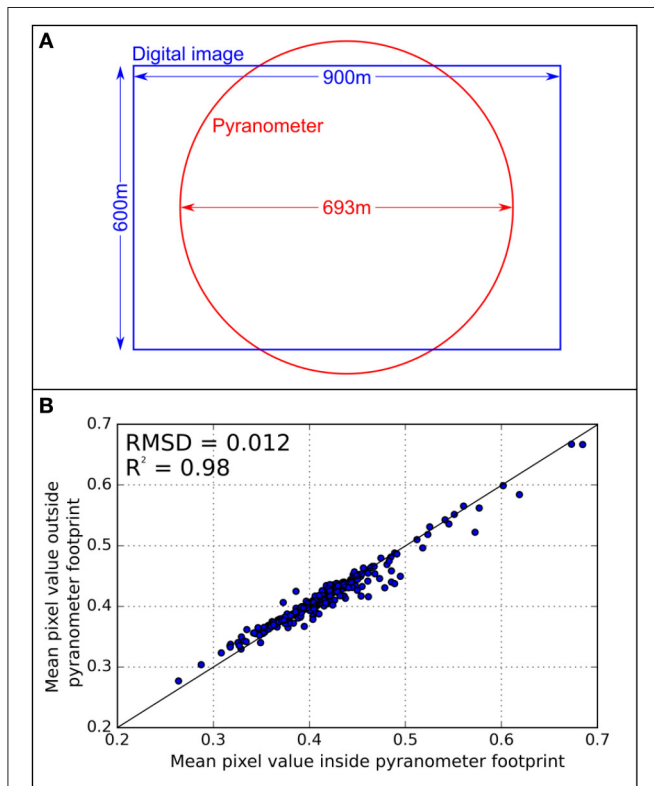 A
Digital image
900m
Pyranometer
600m
693m
B
RMSD = 0.012
R² = 0.98
0.7
0.6
0.5
0.4
0.3
0.2
Mean pixel value outside
pyranometer footprint
0.2 0.3 0.4 0.5 0.6 0.7
Mean pixel value inside pyranometer footprint